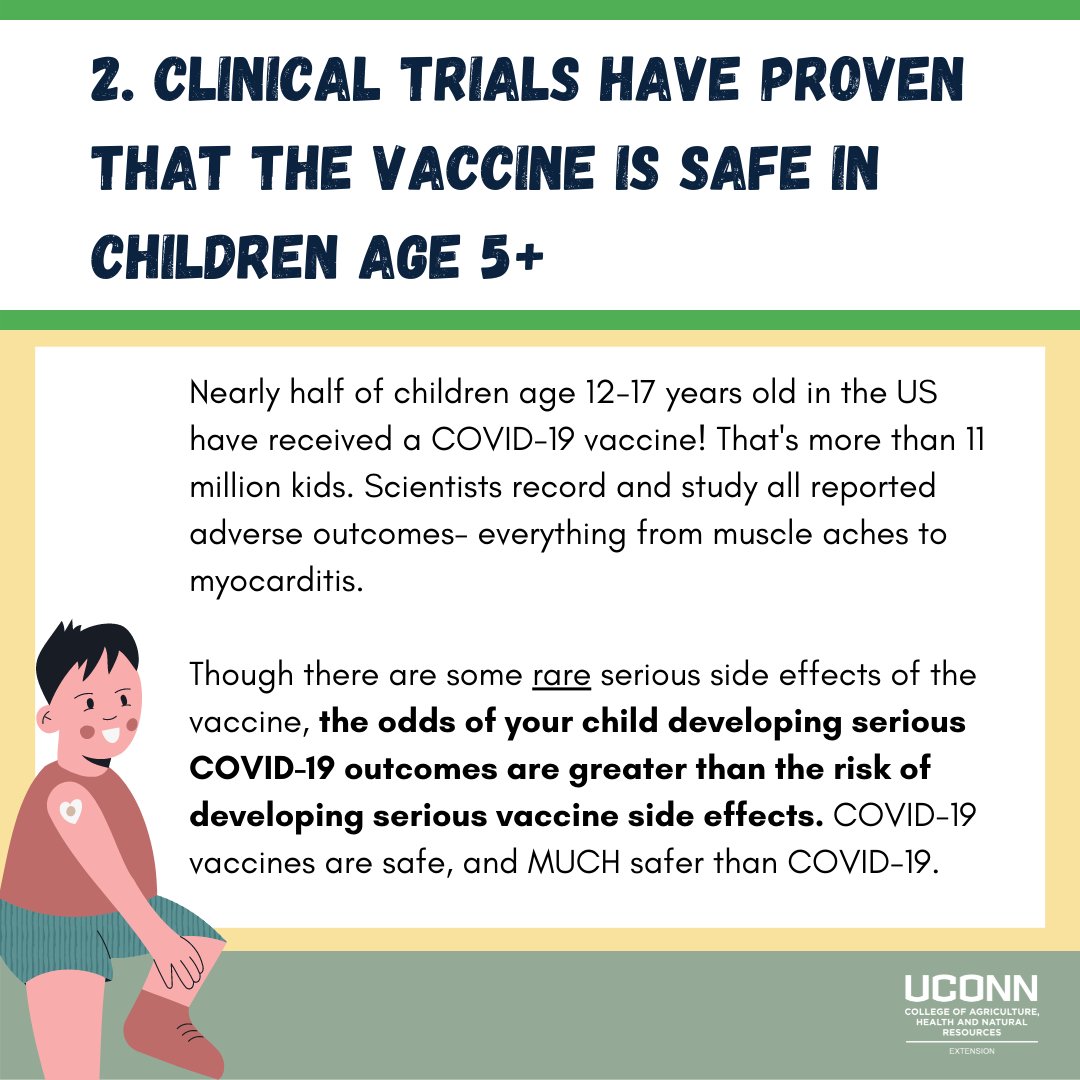 2. CLINICAL TRIALS HAVE PROVEN
THAT THE VACCINE IS SAFE IN
CHILDREN AGE 5+
Nearly half of children age 12-17 years old in the US
have received a COVID-19 vaccine! That's more than 11
million kids. Scientists record and study all reported
adverse outcomes- everything from muscle aches to
myocarditis.
Though there are some rare serious side effects of the
vaccine, the odds of your child developing serious
COVID-19 outcomes are greater than the risk of
developing serious vaccine side effects. COVID-19
vaccines are safe, and MUCH safer than COVID-19.
UCONN
COLLEGE OF AGRICULTURE,
HEALTH AND NATURAL
RESOURCES
EXTENSION